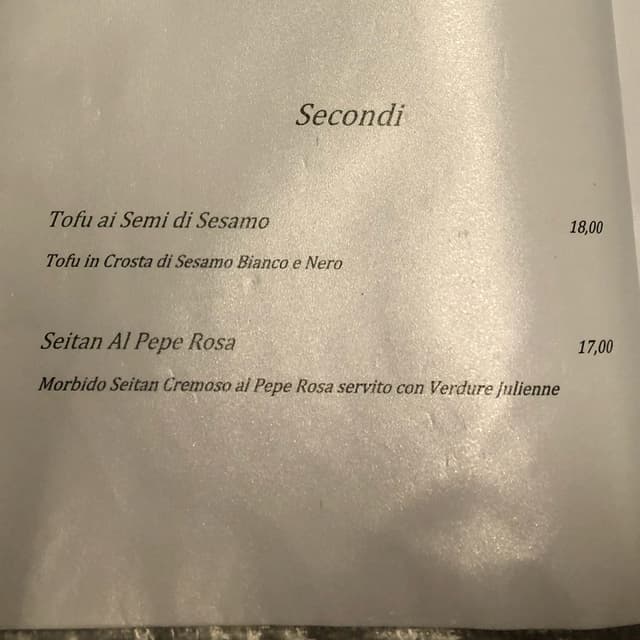 Secondi
Tofu ai Semi di Sesamo 18,00
Tofu in Crosta di Sesamo Bianco e Nero
Seitan Al Pepe Rosa 17,00
Morbido Seitan Cremoso al Pepe Rosa servito con Verdure julienne